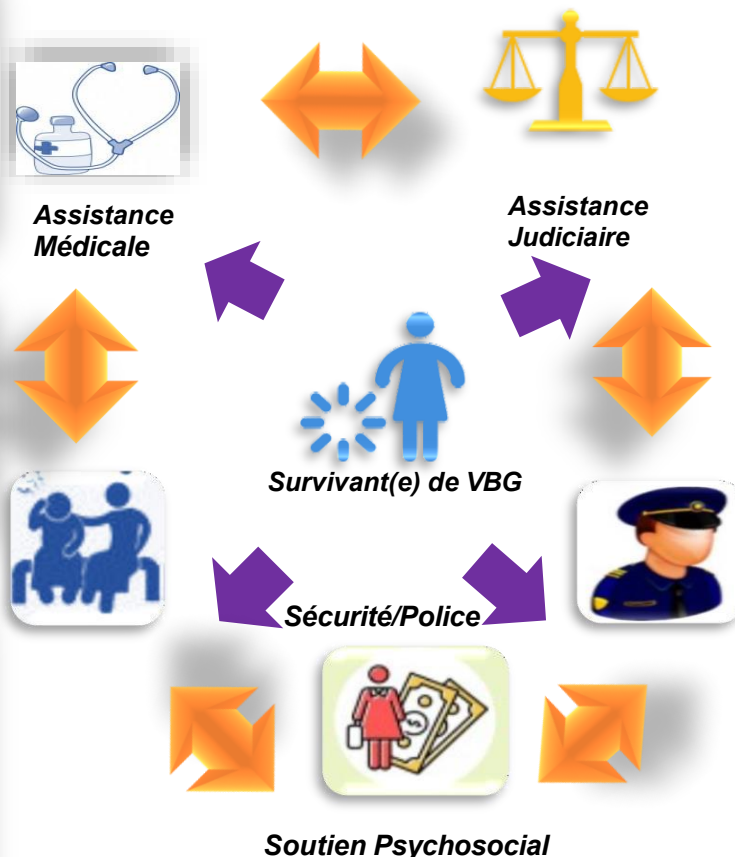 Assistance
Médicale
Assistance
Judiciaire
Survivant(e) de VBG
Sécurité/Police
Soutien Psychosocial